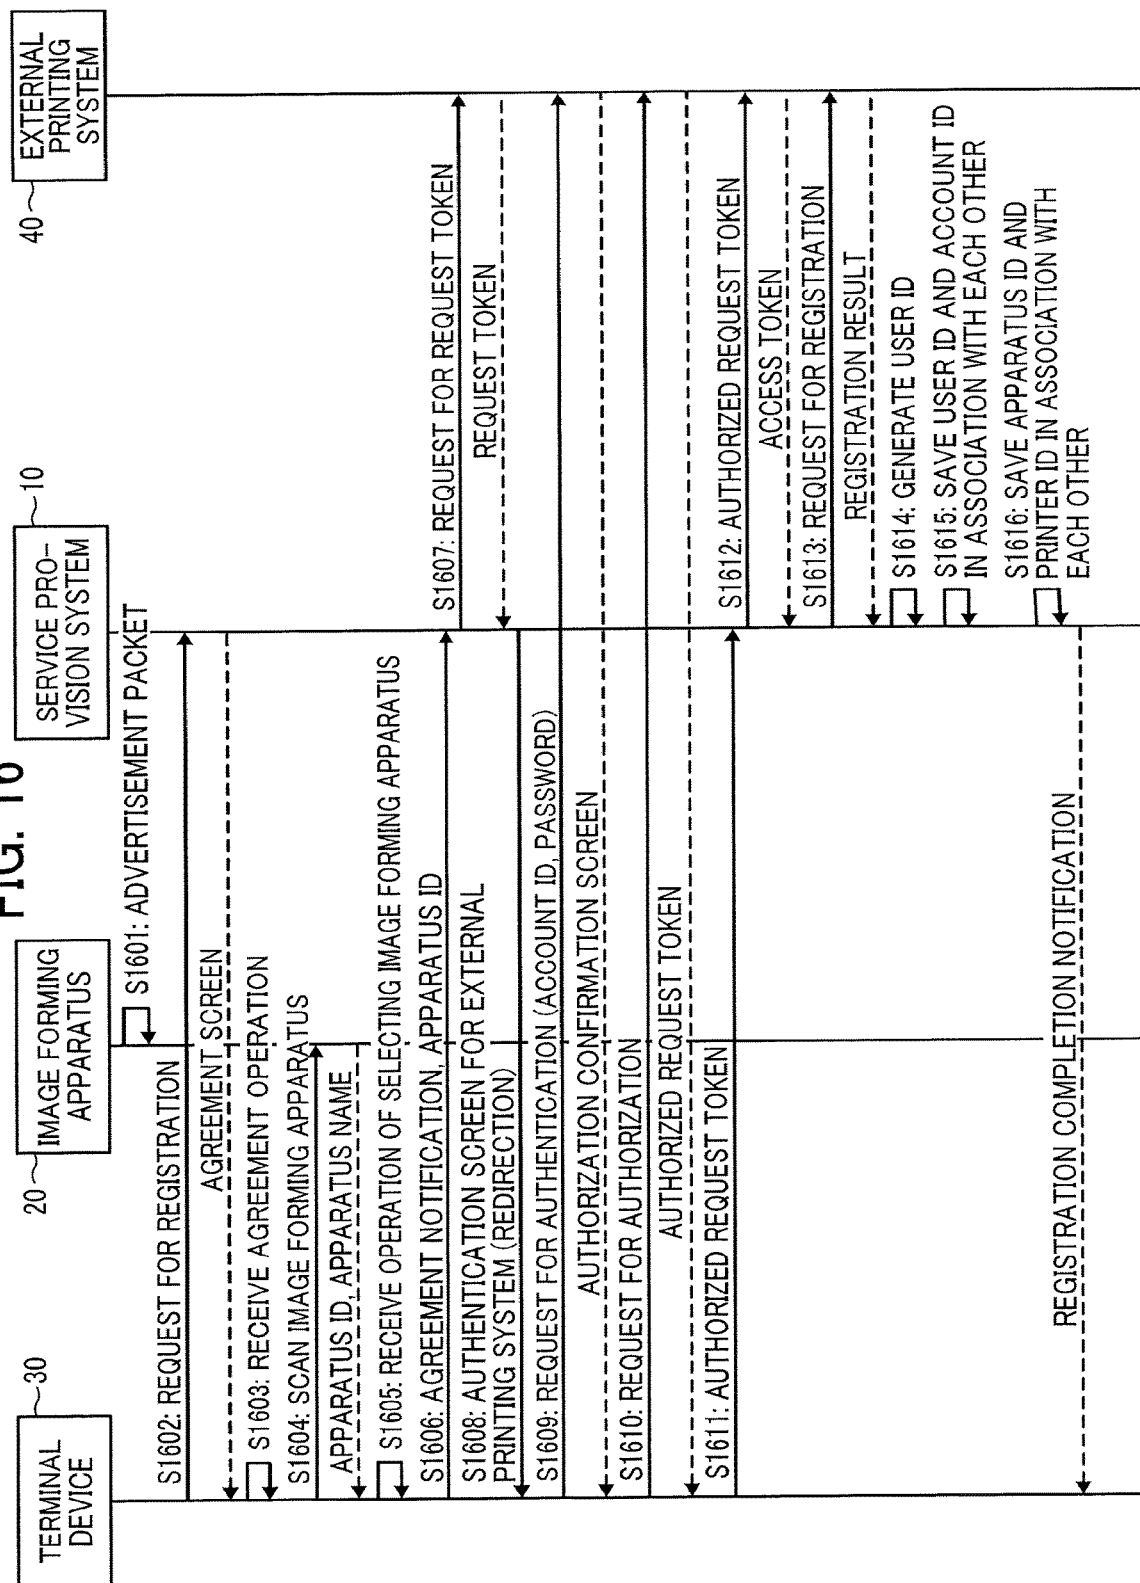 FIG. 16
30
TERMINAL
DEVICE
20
IMAGE FORMING
APPARATUS
10
SERVICE PRO-
VISION SYSTEM
40
EXTERNAL
PRINTING
SYSTEM
S1601: ADVERTISEMENT PACKET
S1602: REQUEST FOR REGISTRATION
AGREEMENT SCREEN
S1603: RECEIVE AGREEMENT OPERATION
S1604: SCAN IMAGE FORMING APPARATUS
APPARATUS ID, APPARATUS NAME
S1605: RECEIVE OPERATION OF SELECTING IMAGE FORMING APPARATUS
S1606: AGREEMENT NOTIFICATION, APPARATUS ID
S1607: REQUEST FOR REQUEST TOKEN
REQUEST TOKEN
S1608: AUTHENTICATION SCREEN FOR EXTERNAL
PRINTING SYSTEM (REDIRECTION)
S1609: REQUEST FOR AUTHENTICATION (ACCOUNT ID, PASSWORD)
AUTHORIZATION CONFIRMATION SCREEN
S1610: REQUEST FOR AUTHORIZATION
AUTHORIZED REQUEST TOKEN
S1611: AUTHORIZED REQUEST TOKEN
S1612: AUTHORIZED REQUEST TOKEN
ACCESS TOKEN
S1613: REQUEST FOR REGISTRATION
REGISTRATION RESULT
S1614: GENERATE USER ID
S1615: SAVE USER ID AND ACCOUNT ID
IN ASSOCIATION WITH EACH OTHER
S1616: SAVE APPARATUS ID AND
PRINTER ID IN ASSOCIATION WITH
EACH OTHER
REGISTRATION COMPLETION NOTIFICATION